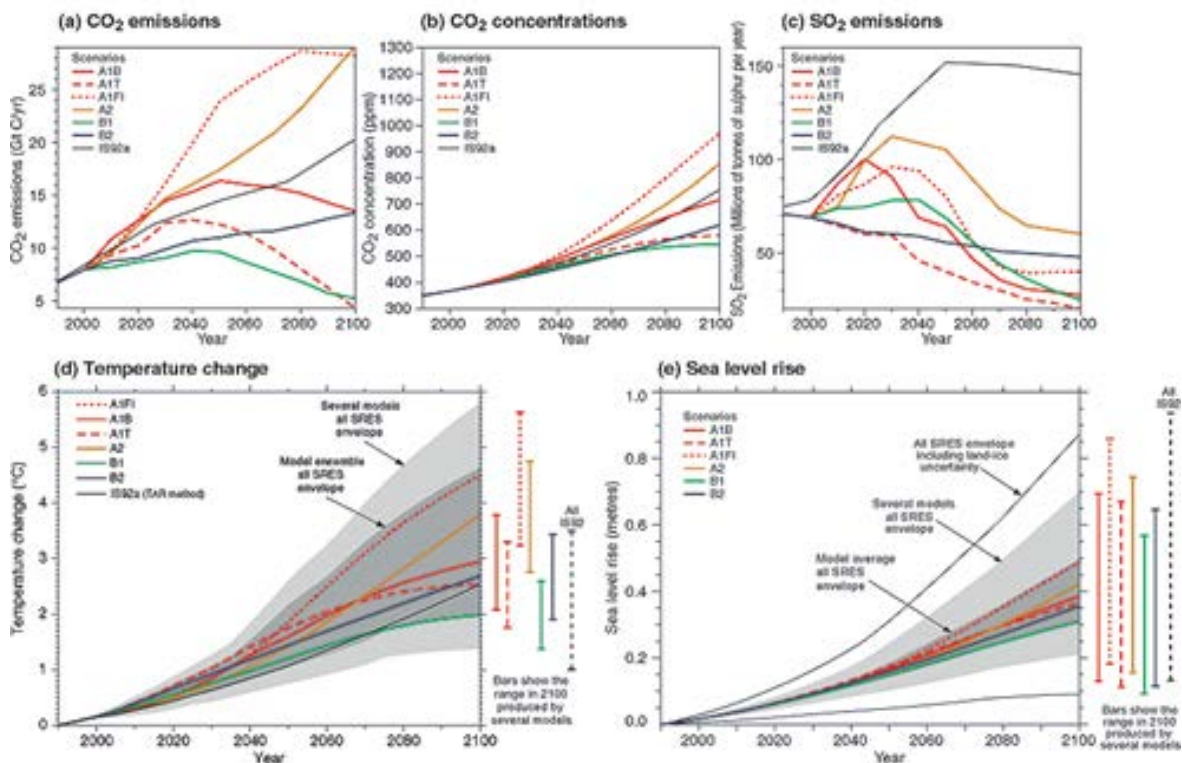 (a) CO2 emissions
CO2 emissions (Gt C/yr)
25
20
15
10
5
Scenarios
A1B
A1T
A1FI
A2
B1
B2
IS92a
2000 2020 2040 2060 2080 2100
Year
(b) CO2 concentrations
CO2 concentration (ppm)
1300
1200
1100
1000
900
800
700
600
500
400
300
Scenarios
A1B
A1T
A1FI
A2
B1
B2
IS92a
2000 2020 2040 2060 2080 2100
Year
(c) SO2 emissions
SO2 Emissions (Millions of tonnes of sulphur per year)
150
100
50
Scenarios
A1B
A1T
A1FI
A2
B1
B2
IS92a
2000 2020 2040 2060 2080 2100
Year
(d) Temperature change
Temperature change (°C)
6
5
4
3
2
1
0
A1FI
A1B
A1T
A2
B1
B2
IS92a (TAR method)
Several models
all SRES
envelope
Model ensemble
all SRES
envelope
All
IS92
Bars show
the range
in 2100
produced by
several models
2000 2020 2040 2060 2080 2100
Year
(e) Sea level rise
Sea level rise (metres)
1.0
0.8
0.6
0.4
0.2
0.0
Scenarios
A1B
A1T
A1FI
A2
B1
B2
All SRES envelope
including land-ice
uncertainty
Several models
all SRES
envelope
Model average
all SRES
envelope
All
IS92
Bars show the
range in 2100
produced by
several models
2000 2020 2040 2060 2080 2100
Year